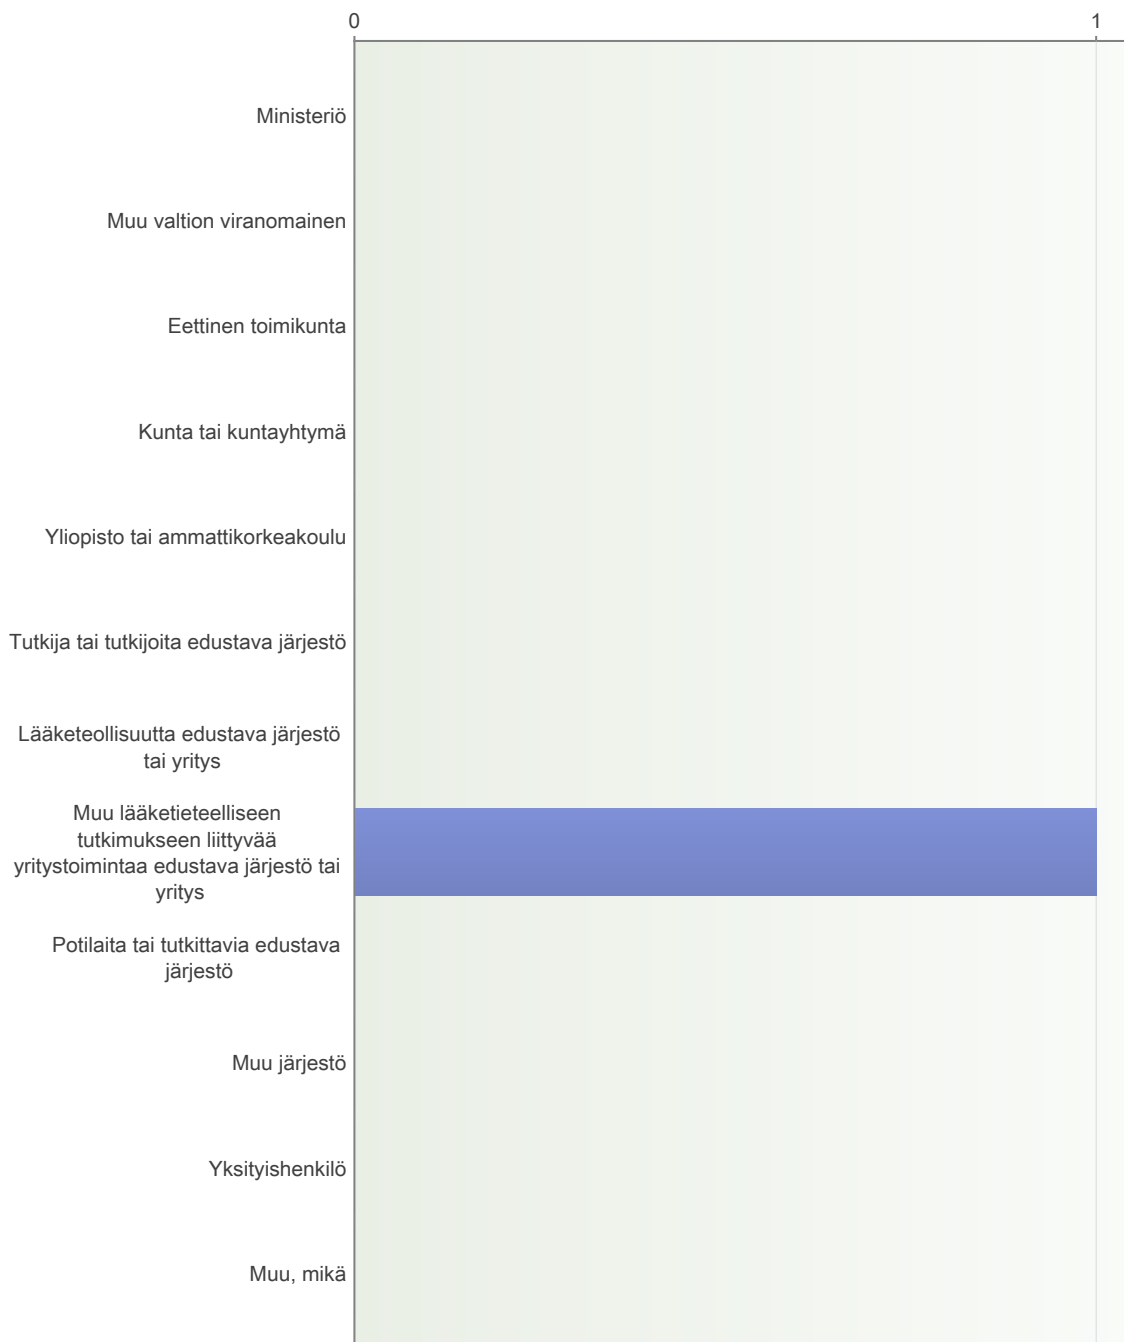 0 1
Ministeriö
Muu valtion viranomainen
Eettinen toimikunta
Kunta tai kuntayhtymä
Yliopisto tai ammattikorkeakoulu
Tutkija tai tutkijoita edustava järjestö
Lääketeollisuutta edustava järjestö
tai yritys
Muu lääketieteelliseen
tutkimukseen liittyvää
yritystoimintaa edustava järjestö tai
yritys
Potilaita tai tutkittavia edustava
järjestö
Muu järjestö
Yksityishenkilö
Muu, mikä